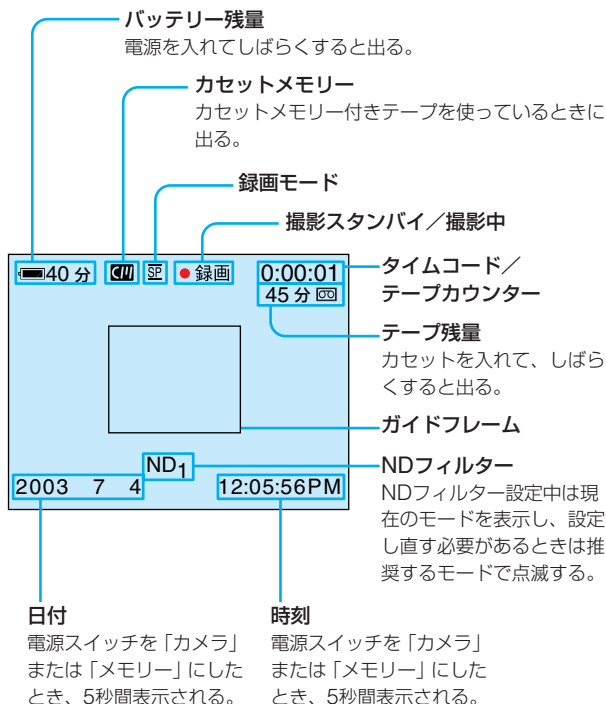 バッテリー残量
電源を入れてしばらくすると出る。
カセットメモリー
カセットメモリー付きテープを使っているときに
出る。
録画モード
撮影スタンバイ／撮影中
40 分 SP ●録画 0:00:01
45 分
タイムコード／
テープカウンター
テープ残量
カセットを入れて、しばら
くすると出る。
ガイドフレーム
ND1
NDフィルター
NDフィルター設定中は現
在のモードを表示し、設定
し直す必要があるときは推
奨するモードで点滅する。
2003 7 4 12:05:56PM
日付
電源スイッチを「カメラ」
または「メモリー」にした
とき、5秒間表示される。
時刻
電源スイッチを「カメラ」
または「メモリー」にした
とき、5秒間表示される。